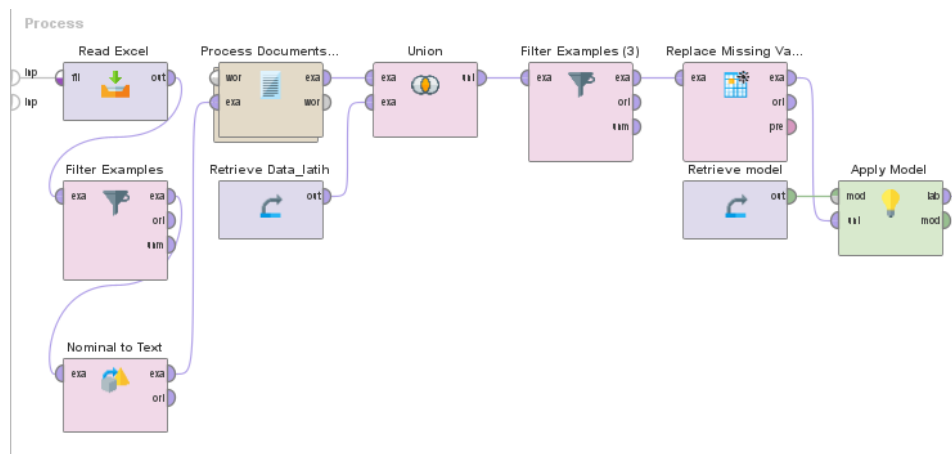 Process
Read Excel
inp
fil
out
inp
Process Documents...
wor
exa
exa
wor
Union
exa
uni
exa
Filter Examples (3)
exa
exa
ori
unm
Replace Missing Va...
exa
exa
ori
pre
Filter Examples
exa
exa
ori
unm
Retrieve Data_latih
out
Retrieve model
out
Apply Model
mod
lab
unl
mod
Nominal to Text
exa
exa
ori